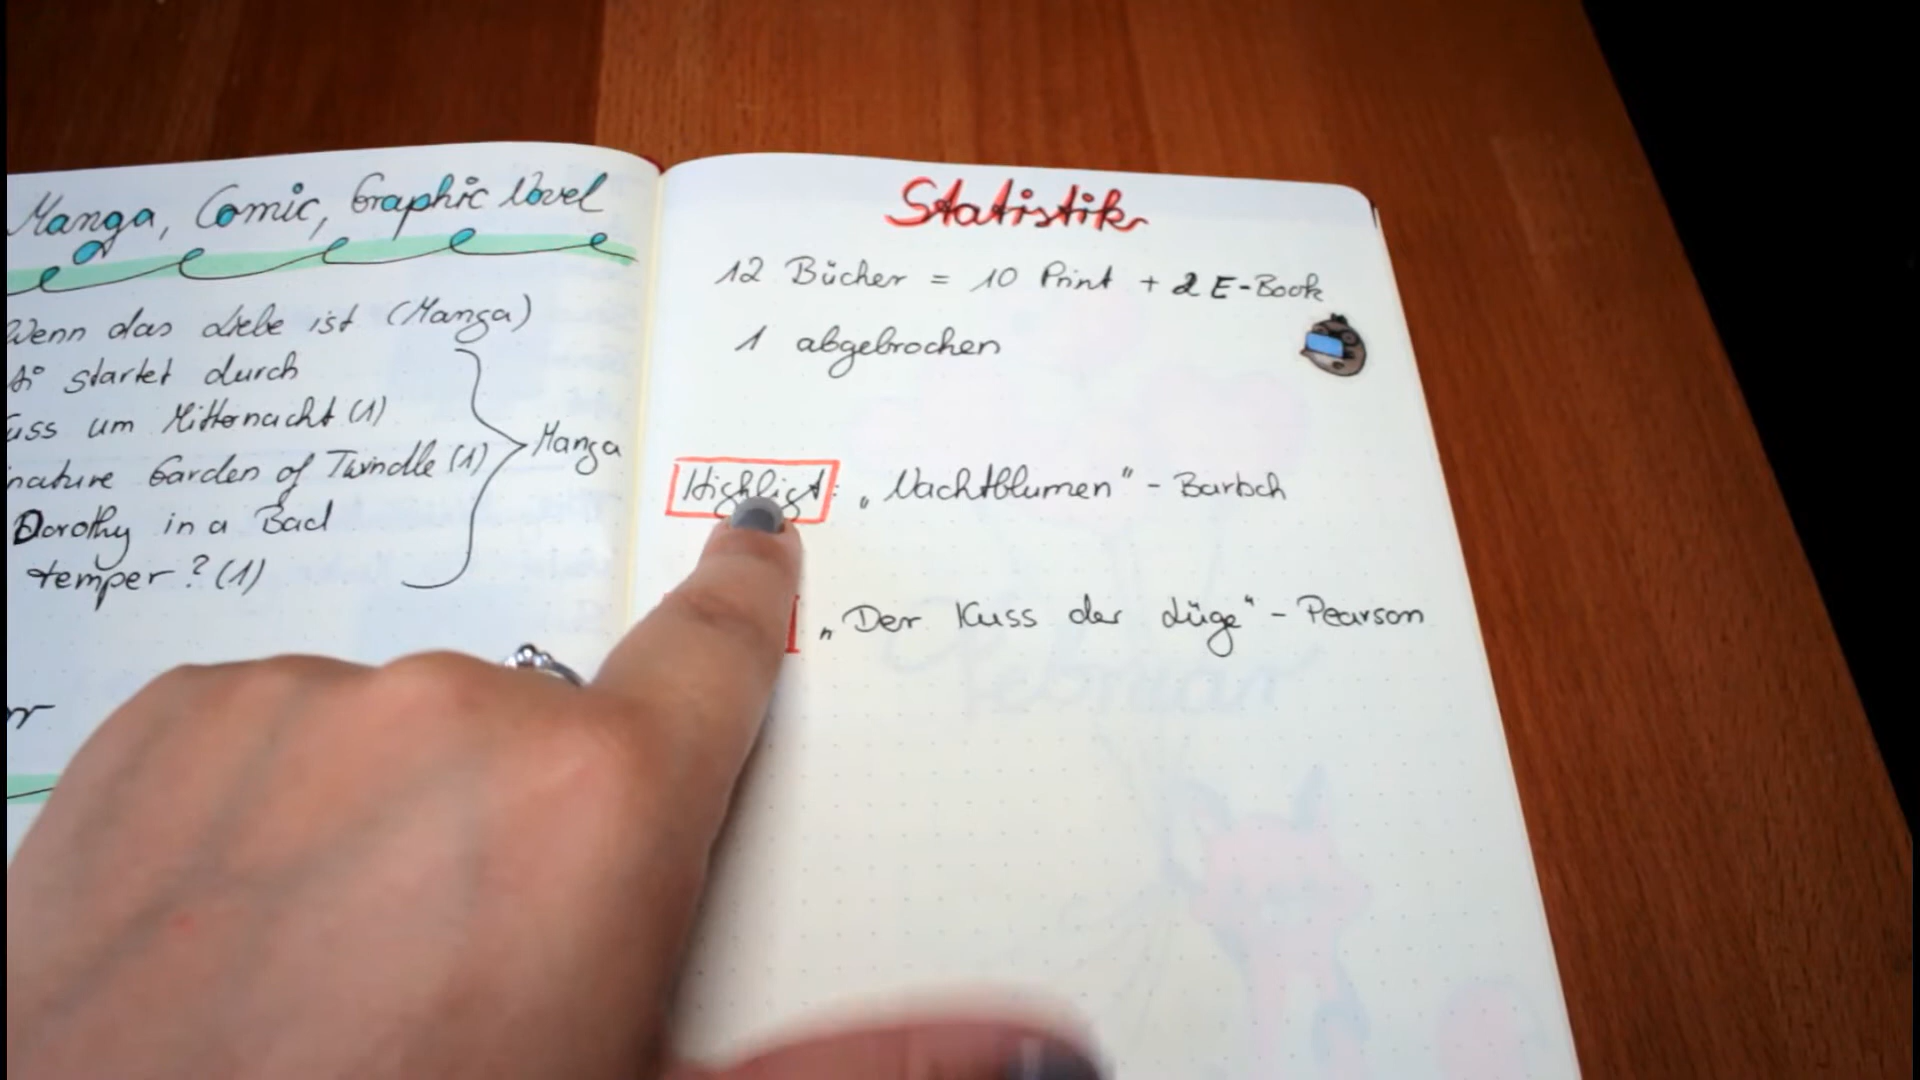 Manga, Comic, Graphic Novel
Wenn das Liebe ist (Manga)
startet durch
um Mitternacht (1)
Garden of Twindle (1)
Dorothy in a Bad
temper? (1)
Manga
Statistik
12 Bücher = 10 Print + 2 E-Book
1 abgebrochen
Highligt: „Nachtblumen" - Bartsch
„Der Kuss der Lüge" - Pearson
Februar